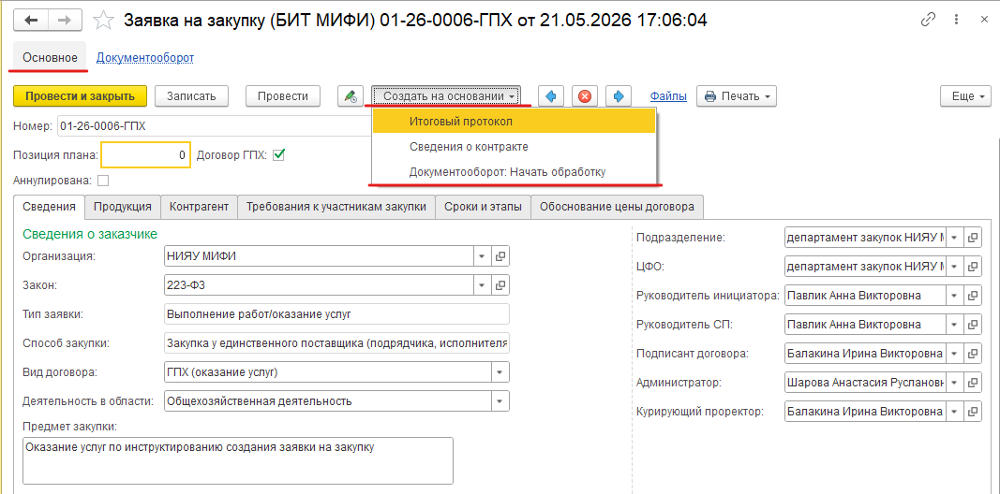 Заявка на закупку (БИТ МИФИ) 01-26-0006-ГПХ от 21.05.2026 17:06:04
Основное Документооборот
Провести и закрыть Записать Провести Создать на основании Файлы Печать Еще
Итоговый протокол
Номер: 01-26-0006-ГПХ
Сведения о контракте
Позиция плана: 0 Договор ГПХ:
Документооборот: Начать обработку
Аннулирована:
Сведения Продукция Контрагент Требования к участникам закупки Сроки и этапы Обоснование цены договора
Сведения о заказчике
Организация: НИЯУ МИФИ
Закон: 223-ФЗ
Тип заявки: Выполнение работ/оказание услуг
Способ закупки: Закупка у единственного поставщика (подрядчика, исполнителя
Вид договора: ГПХ (оказание услуг)
Деятельность в области: Общехозяйственная деятельность
Предмет закупки:
Оказание услуг по инструктированию создания заявки на закупку
Подразделение: департамент закупок НИЯУ М
ЦФО: департамент закупок НИЯУ М
Руководитель инициатора: Павлик Анна Викторовна
Руководитель СП: Павлик Анна Викторовна
Подписант договора: Балакина Ирина Викторовна
Администратор: Шарова Анастасия Руслановн
Курирующий проректор: Балакина Ирина Викторовна